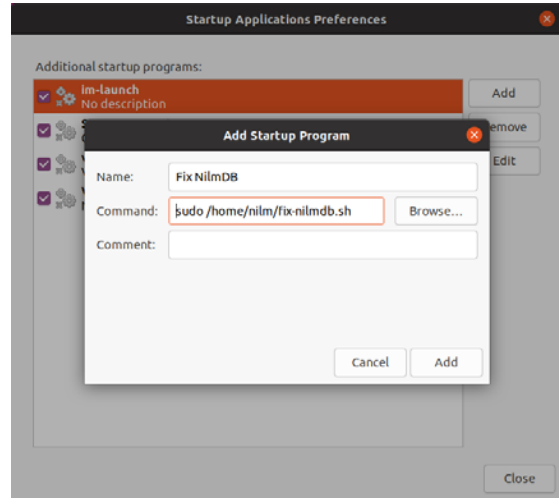 Startup Applications Preferences
Additional startup programs:
im-launch
No description
Add
Edit
Add Startup Program
Name:
Fix NilmDB
Command:
sudo /home/nilm/fix-nilmdb.sh
Browse...
Comment:
Cancel
Add
Close